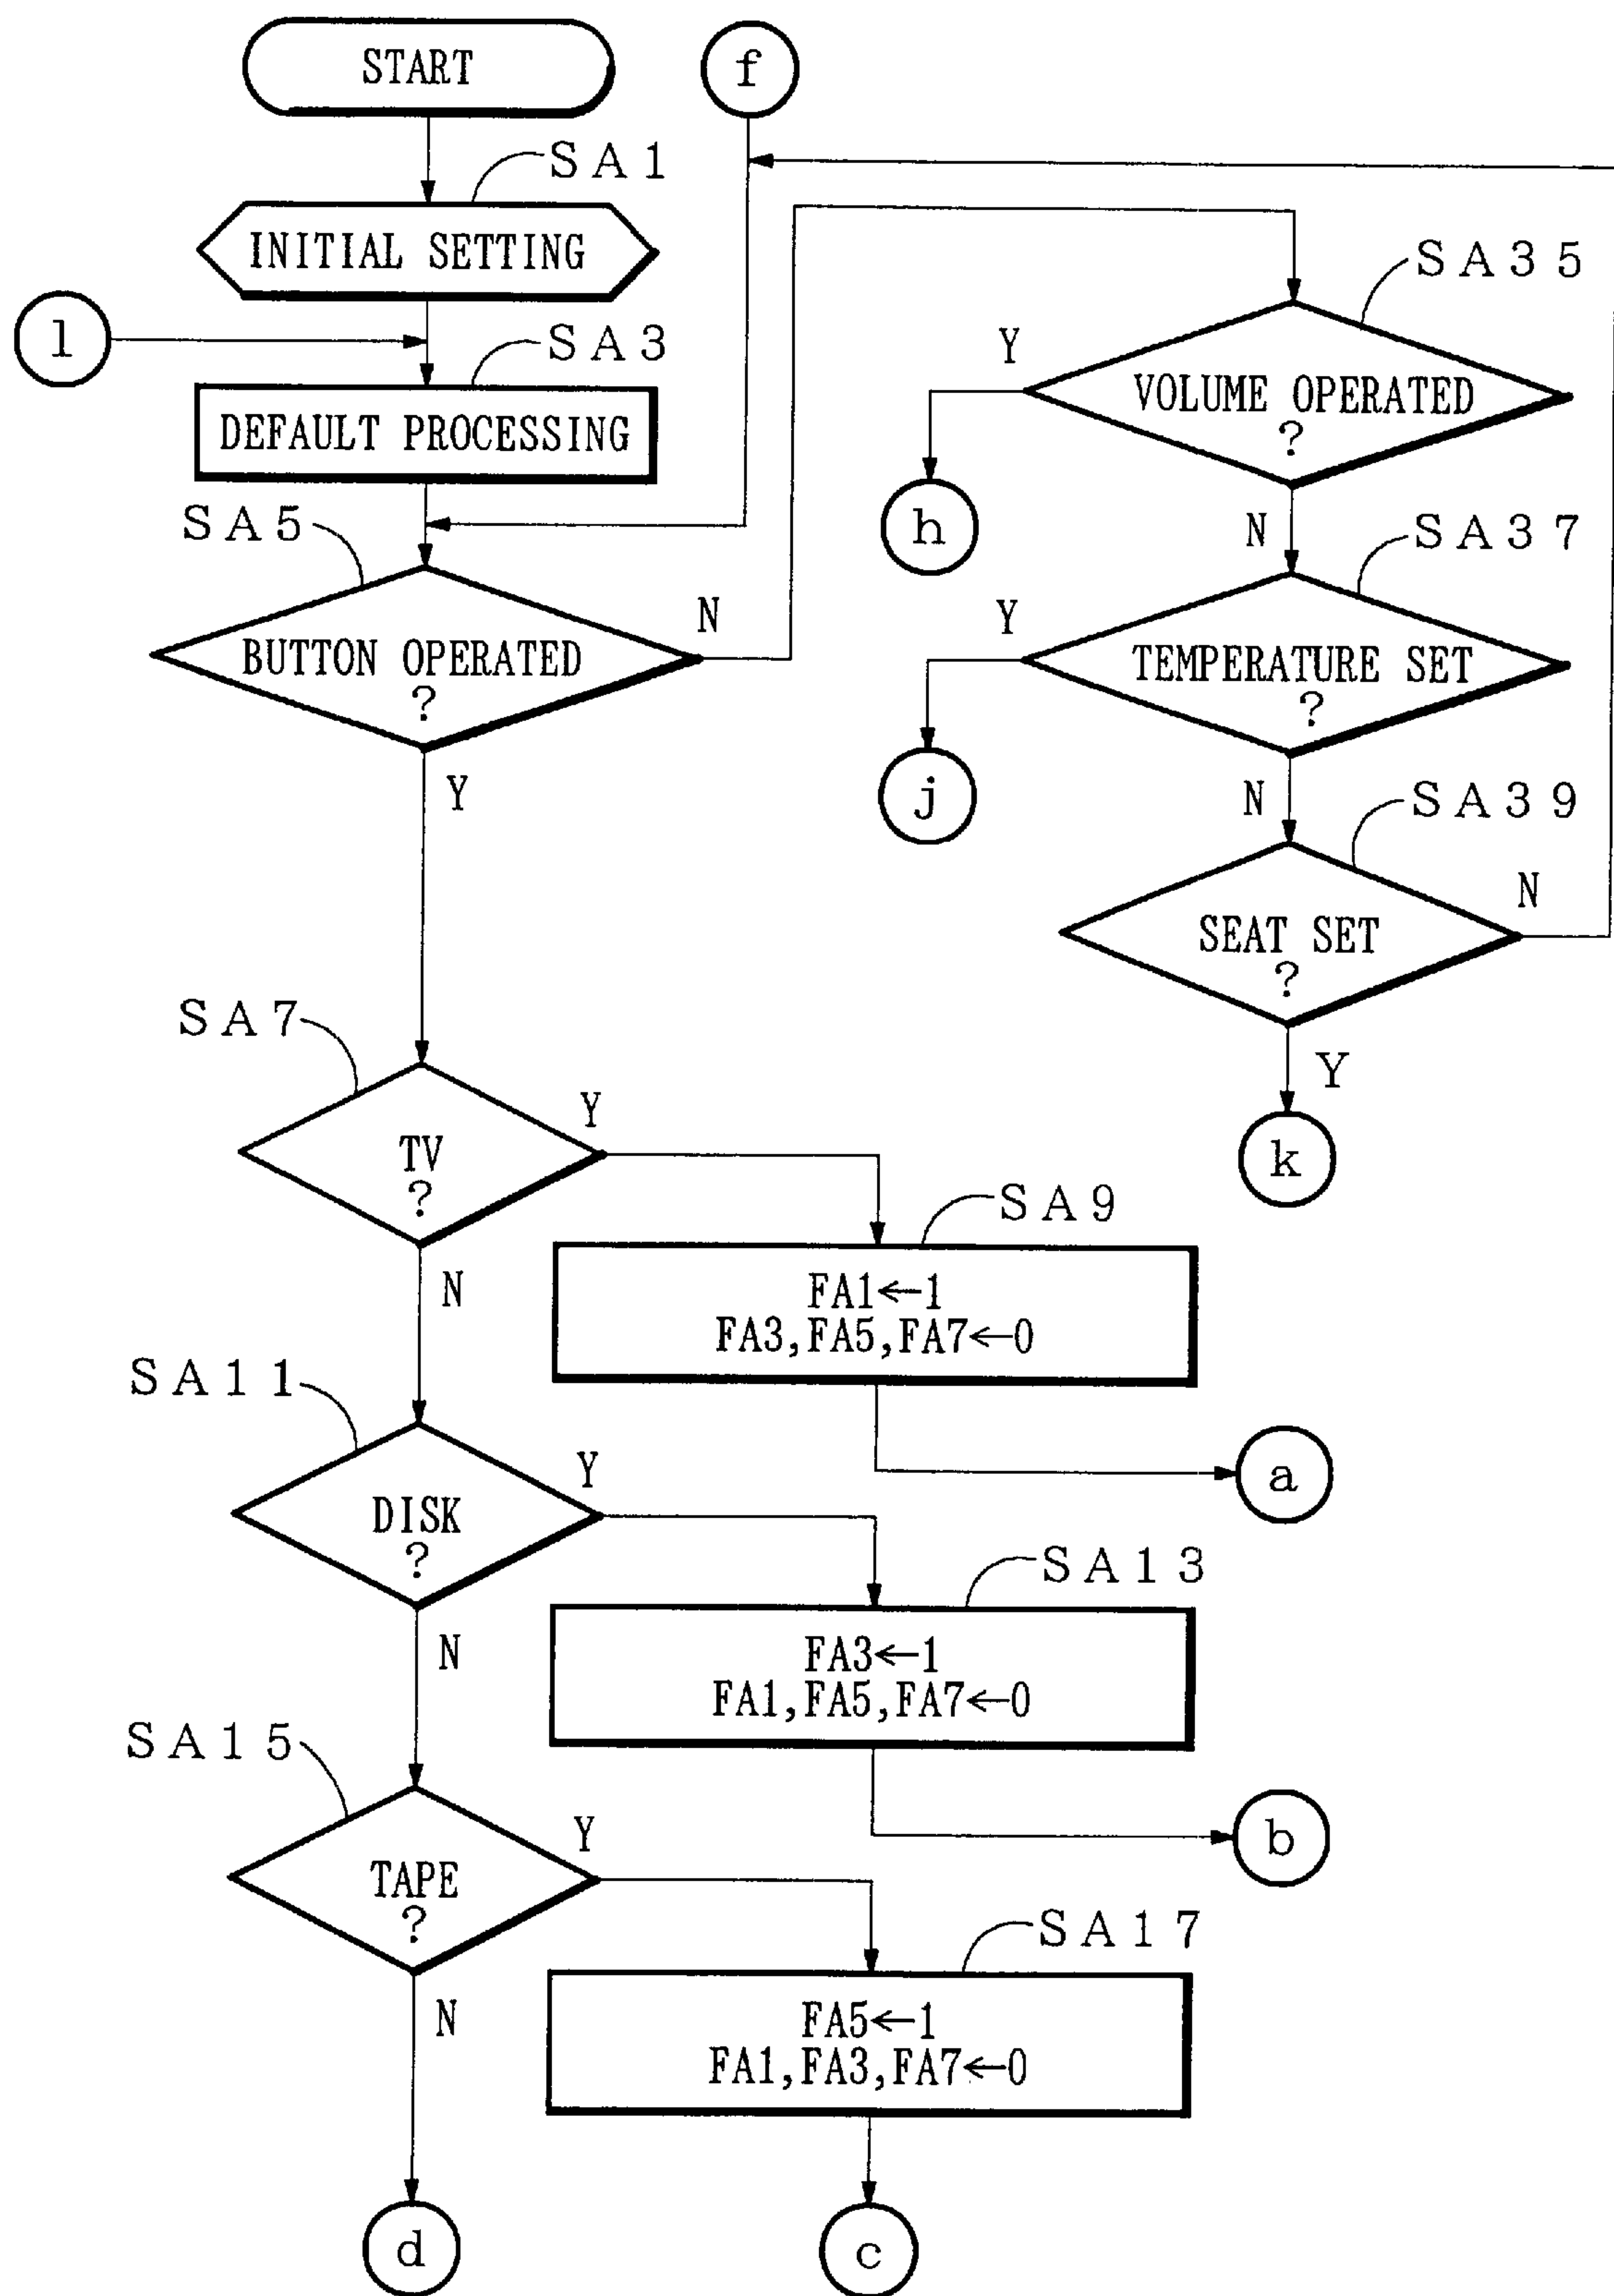 START
f
SA1
INITIAL SETTING
l
SA3
DEFAULT PROCESSING
SA5
BUTTON OPERATED
?
N
Y
SA35
VOLUME OPERATED
?
Y
h
N
SA37
TEMPERATURE SET
?
Y
j
N
SA39
SEAT SET
?
N
Y
k
SA7
TV
?
Y
N
SA9
FA1←1
FA3,FA5,FA7←0
a
SA11
DISK
?
Y
N
SA13
FA3←1
FA1,FA5,FA7←0
b
SA15
TAPE
?
Y
N
SA17
FA5←1
FA1,FA3,FA7←0
d
c